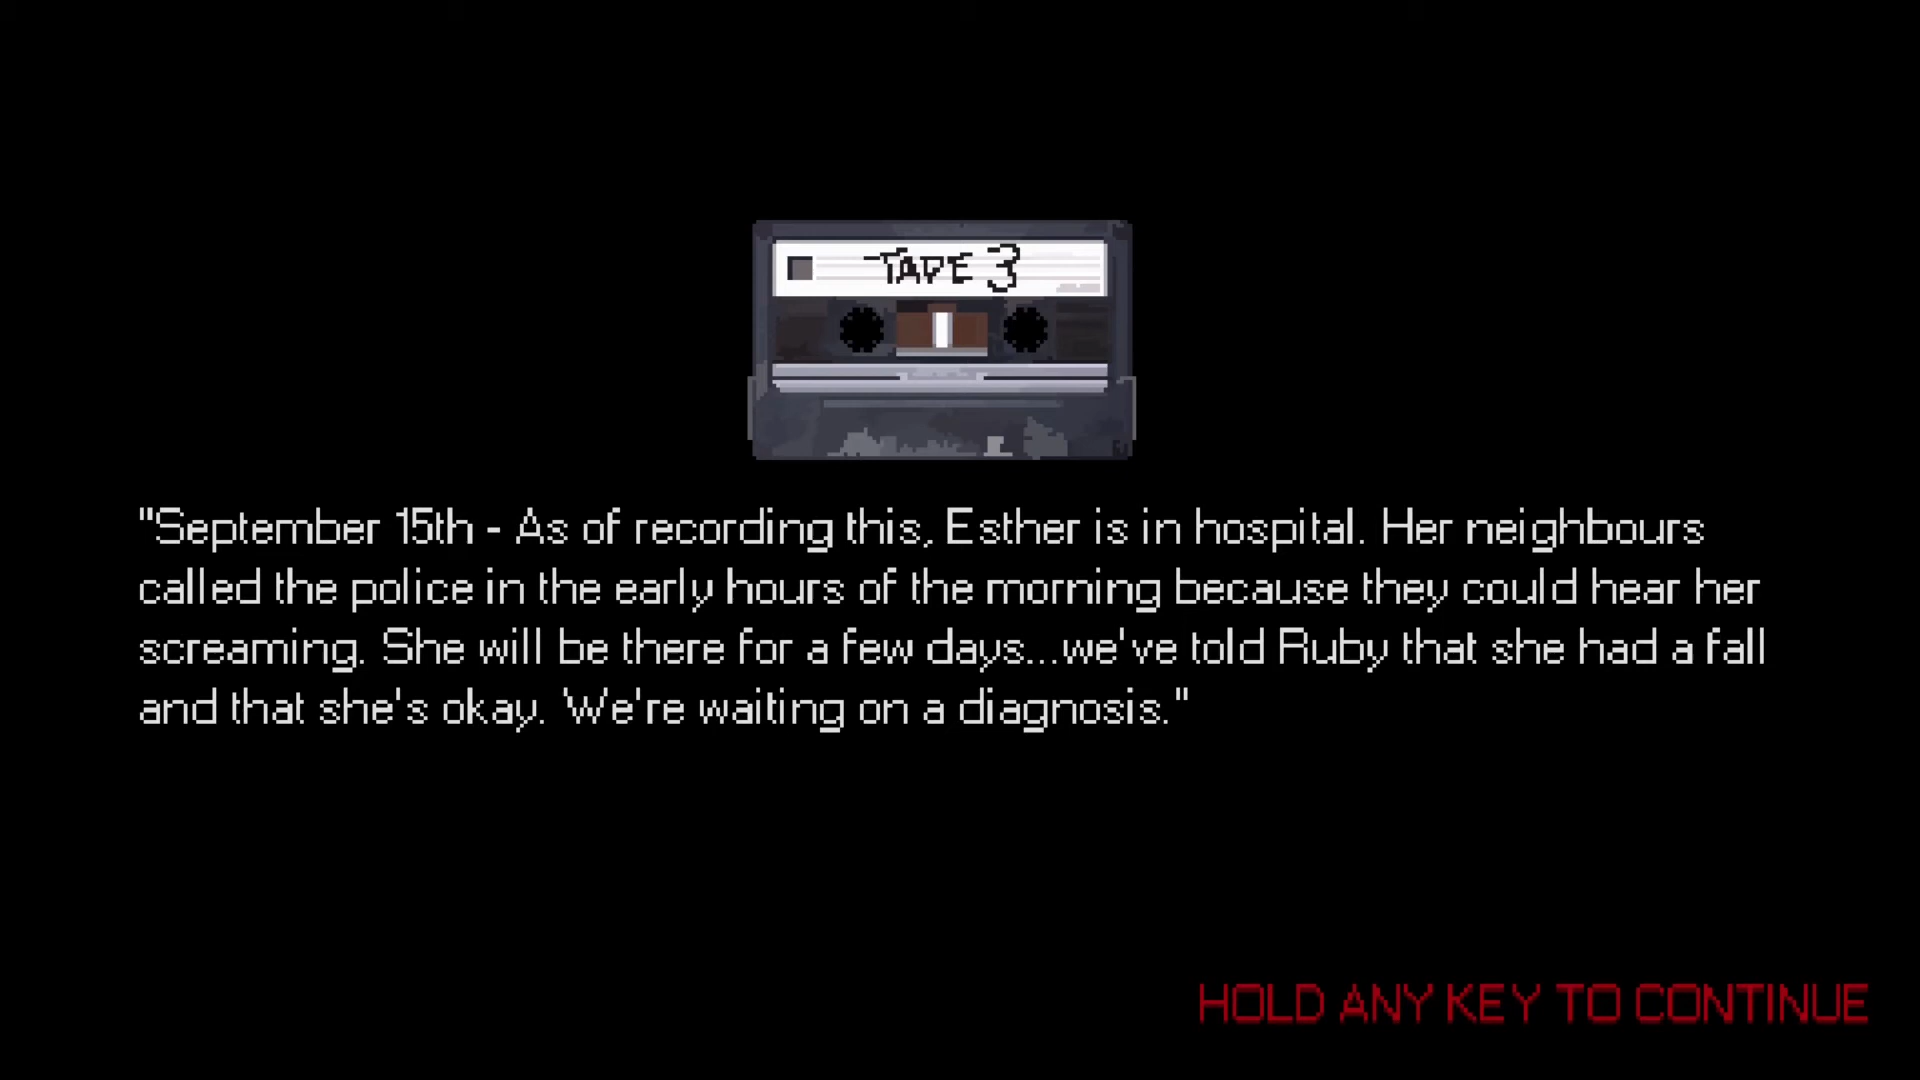 TAPE 3
"September 15th - As of recording this, Esther is in hospital. Her neighbours
called the police in the early hours of the morning because they could hear her
screaming. She will be there for a few days...we've told Ruby that she had a fall
and that she's okay. We're waiting on a diagnosis."
HOLD ANY KEY TO CONTINUE